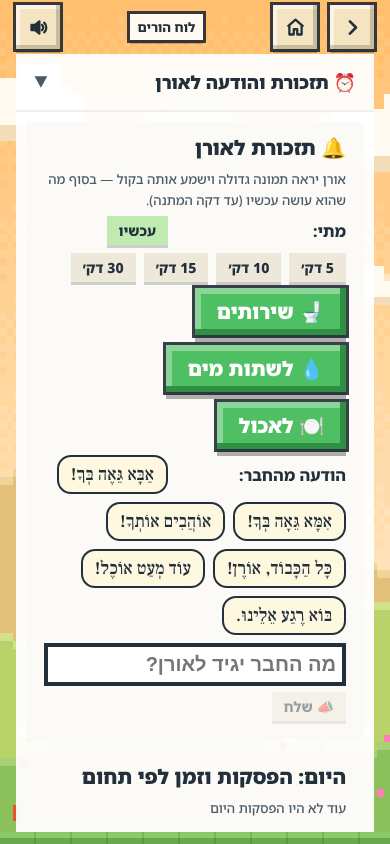 לוח הורים
⏰ תזכורת והודעה לאורן ▼
🔔 תזכורת לאורן
אורן יראה תמונה גדולה וישמע אותה בקול — בסוף מה
שהוא עושה עכשיו (עד דקה המתנה).
מתי: עכשיו
5 דק׳ 10 דק׳ 15 דק׳ 30 דק׳
🚽 שירותים
💧 לשתות מים
🍽️ לאכול
הודעה מהחבר: אַבָּא גֵּאֶה בְּךָ!
אִמָּא גֵּאָה בְּךָ! אוֹהֲבִים אוֹתְךָ!
כָּל הַכָּבוֹד, אוֹרֶן! עוֹד מְעַט אוֹכֶל!
בּוֹא רֶגַע אֵלֵינוּ.
מה החבר יגיד לאורן?
📣 שלח
היום: הפסקות וזמן לפי תחום
עוד לא היו הפסקות היום